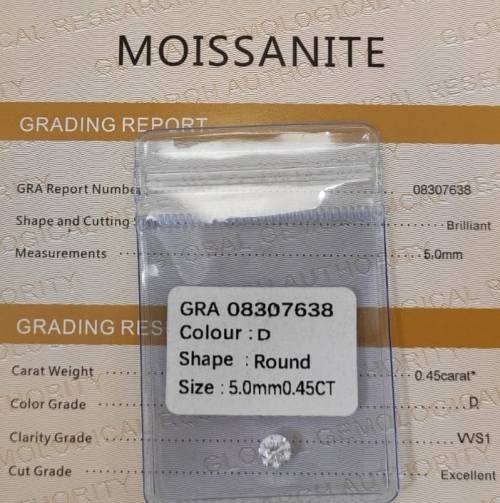 MOISSANITE
GRADING REPORT
GRA Report Number 08307638
Shape and Cutting Brilliant
Measurements 5.0mm
GRA 08307638
Colour : D
Shape : Round
Size : 5.0mm0.45CT
GRADING RES
Carat Weight 0.45carat*
Color Grade D
Clarity Grade VVS1
Cut Grade Excellent